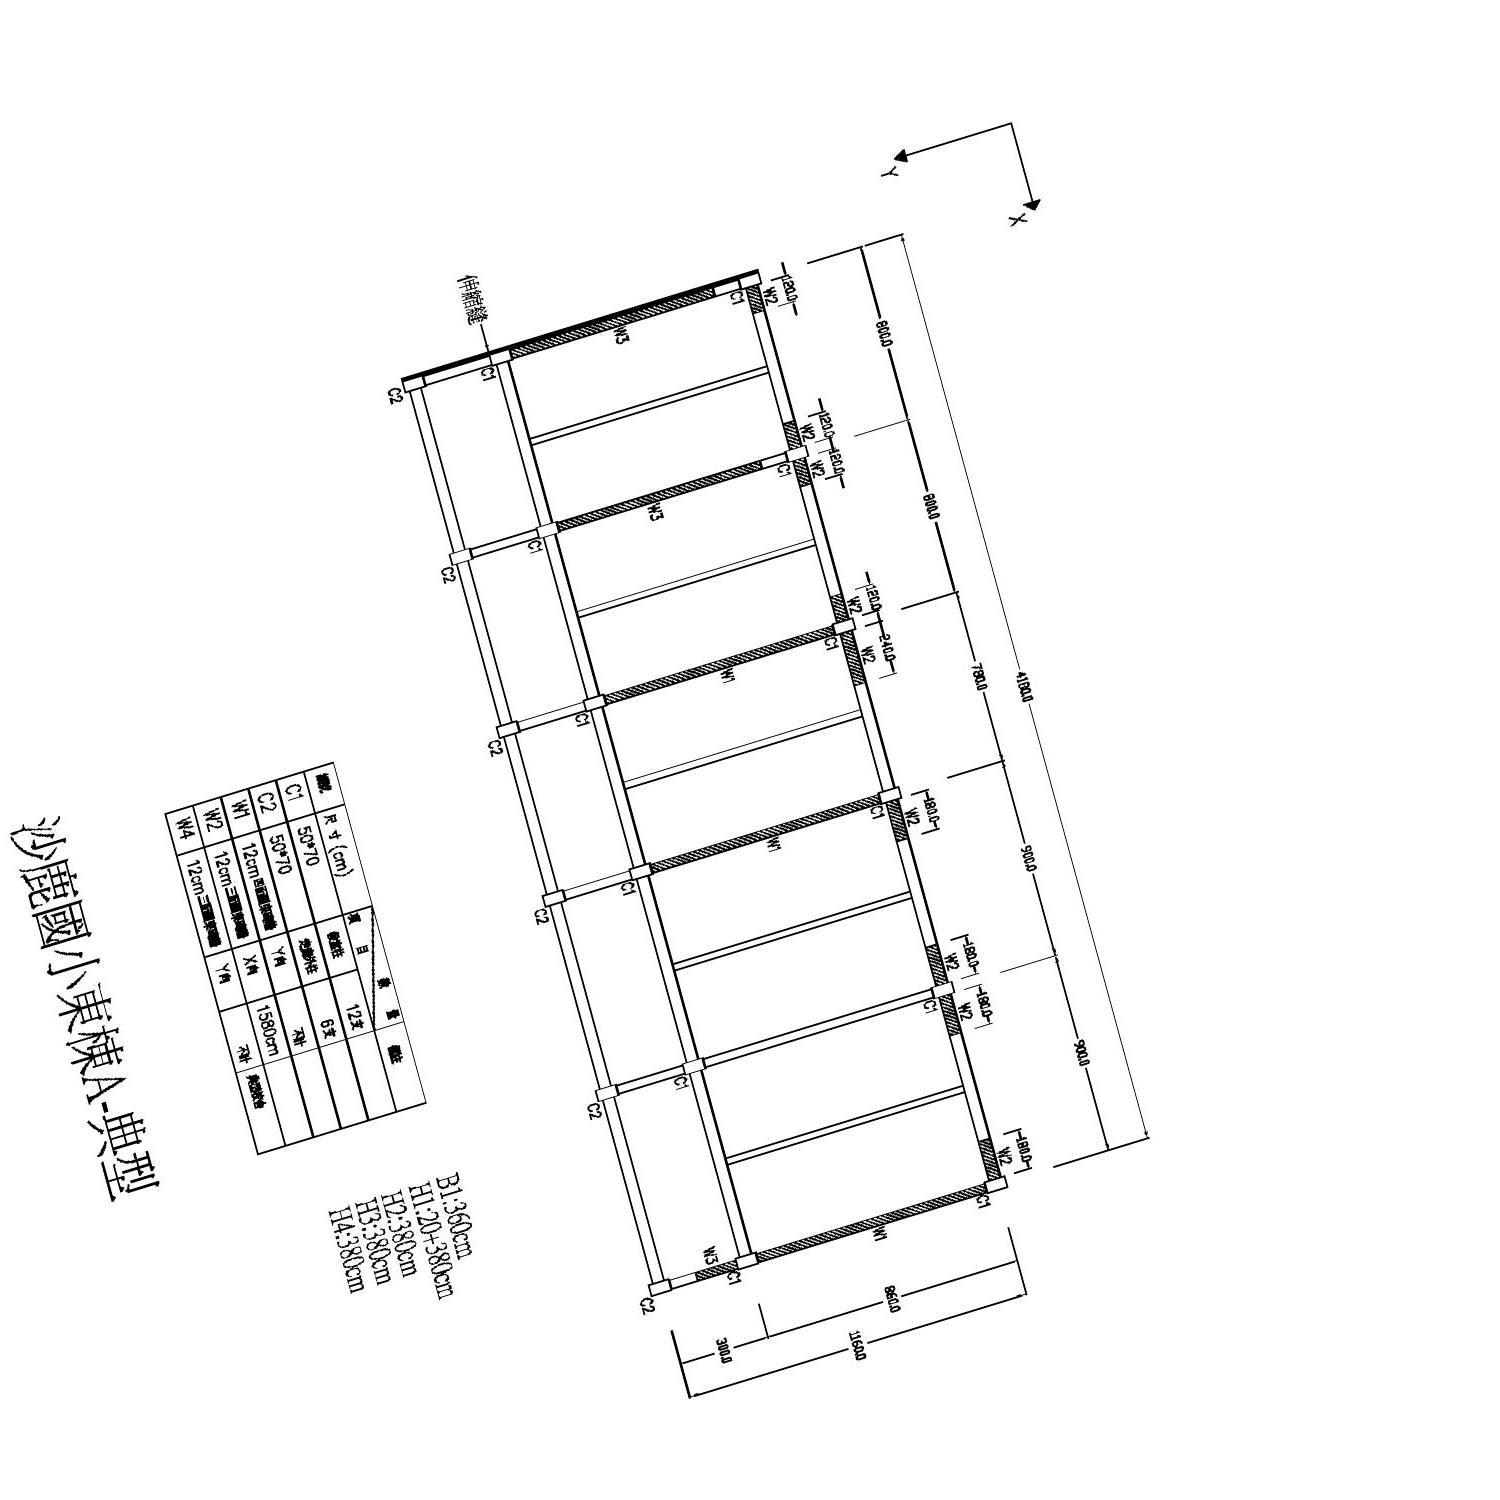 Y
X
伸縮縫
C2 C1 W3 C1 W2 120.0
C2 C1 W3 C1 W2 120.0 W2 120.0
C2 C1 W1 C1 W2 120.0 W2 240.0
C2 C1 W1 C1 W2 180.0
C2 C1 C1 W2 180.0 W2 180.0
C2 W3 C1 W1 C1 W2 180.0
800.0
800.0
780.0
900.0
900.0
4180.0
300.0
860.0
1160.0
尺寸(cm) 項目 數量 備註
C1 50*70 12支
C2 50*70 6支
W1 12cm Y向 不計
W2 12cm X向 1580cm
W4 12cm Y向 不計
B1:360cm
H1:20+380cm
H2:380cm
H3:380cm
H4:380cm
沙鹿國小東棟A-典型